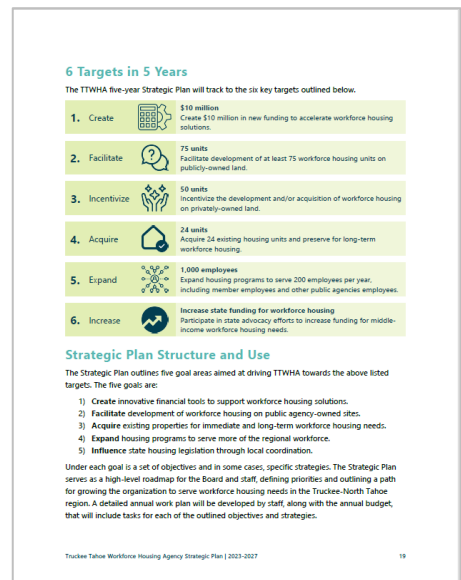 6 Targets in 5 Years
The TTWHA five-year Strategic Plan will track to the six key targets outlined below.
1. Create
$10 million
Create $10 million in new funding to accelerate workforce housing
solutions.
2. Facilitate
75 units
Facilitate development of at least 75 workforce housing units on
publicly-owned land.
3. Incentivize
50 units
Incentivize the development and/or acquisition of workforce housing
on privately-owned land.
4. Acquire
24 units
Acquire 24 existing housing units and preserve for long-term
workforce housing.
5. Expand
1,000 employees
Expand housing programs to serve 200 employees per year,
including member employees and other public agencies employees.
6. Increase
Increase state funding for workforce housing
Participate in state advocacy efforts to increase funding for middle-
income workforce housing needs.
Strategic Plan Structure and Use
The Strategic Plan outlines five goal areas aimed at driving TTWHA towards the above listed
targets. The five goals are:
1) Create innovative financial tools to support workforce housing solutions.
2) Facilitate development of workforce housing on public agency-owned sites.
3) Acquire existing properties for immediate and long-term workforce housing needs.
4) Expand housing programs to serve more of the regional workforce.
5) Influence state housing legislation through local coordination.
Under each goal is a set of objectives and in some cases, specific strategies. The Strategic Plan
serves as a high-level roadmap for the Board and staff, defining priorities and outlining a path
for growing the organization to serve workforce housing needs in the Truckee-North Tahoe
region. A detailed annual work plan will be developed by staff, along with the annual budget,
that will include tasks for each of the outlined objectives and strategies.
Truckee Tahoe Workforce Housing Agency Strategic Plan | 2023-2027
19